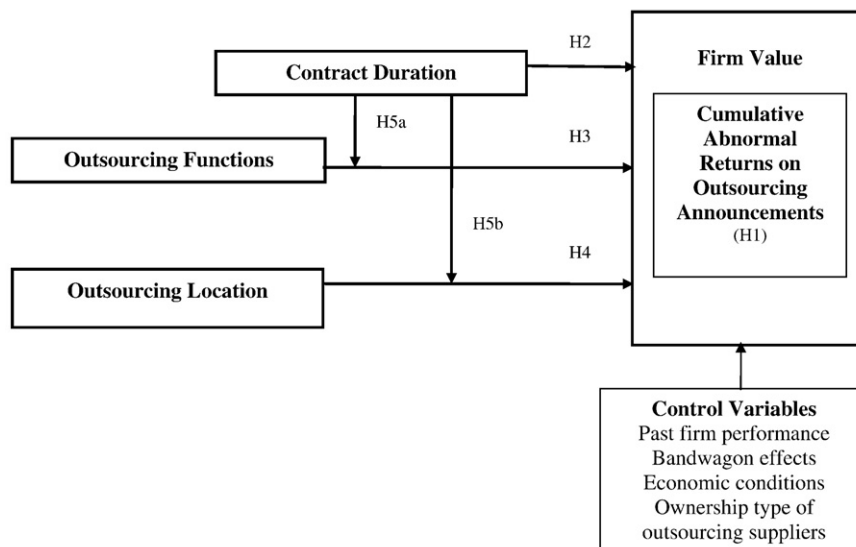 H2
Firm Value
Contract Duration
Cumulative
Abnormal
Returns on
Outsourcing
Announcements
(H1)
H5a
H3
Outsourcing Functions
H5b
H4
Outsourcing Location
Control Variables
Past firm performance
Bandwagon effects
Economic conditions
Ownership type of
outsourcing suppliers